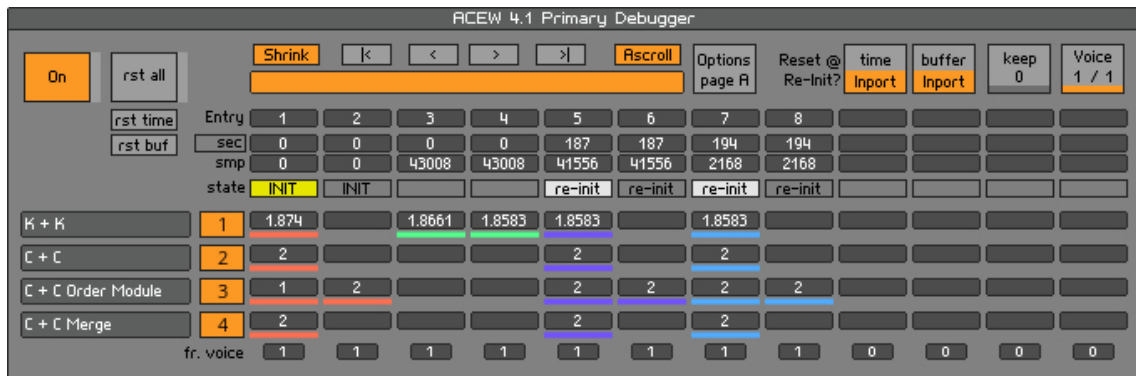 ACEW 4.1 Primary Debugger
On rst all Shrink |< < > >| Ascroll Options page A Reset @ Re-Init? time Inport buffer Inport keep 0 Voice 1 / 1
rst time Entry 1 2 3 4 5 6 7 8
rst buf sec 0 0 0 0 187 187 194 194
smp 0 0 43008 43008 41556 41556 2168 2168
state INIT INIT re-init re-init re-init re-init
K + K 1 1.874 1.8661 1.8583 1.8583 1.8583
C + C 2 2 2 2
C + C Order Module 3 1 2 2 2 2 2
C + C Merge 4 2 2 2
fr. voice 1 1 1 1 1 1 1 1 0 0 0 0